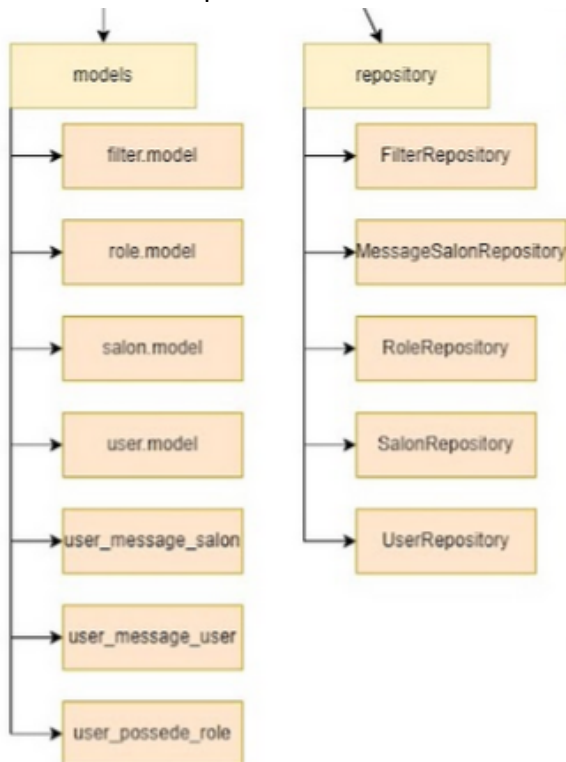 models
filter.model
role.model
salon.model
user.model
user_message_salon
user_message_user
user_possede_role
repository
FilterRepository
MessageSalonRepository
RoleRepository
SalonRepository
UserRepository